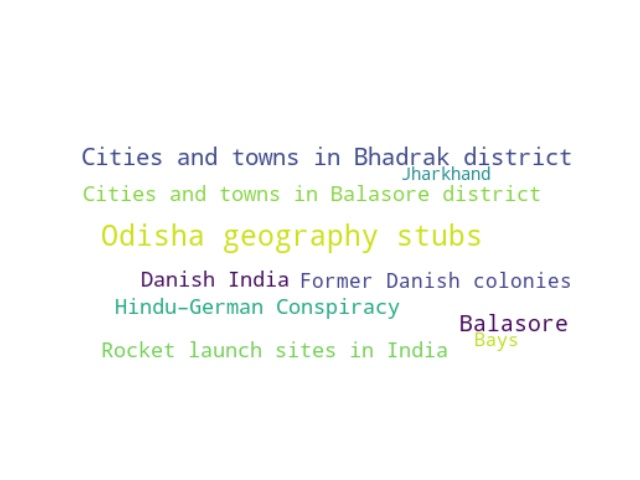 Cities and towns in Bhadrak district
Jharkhand
Cities and towns in Balasore district
Odisha geography stubs
Danish India
Former Danish colonies
Hindu–German Conspiracy
Balasore
Bays
Rocket launch sites in India